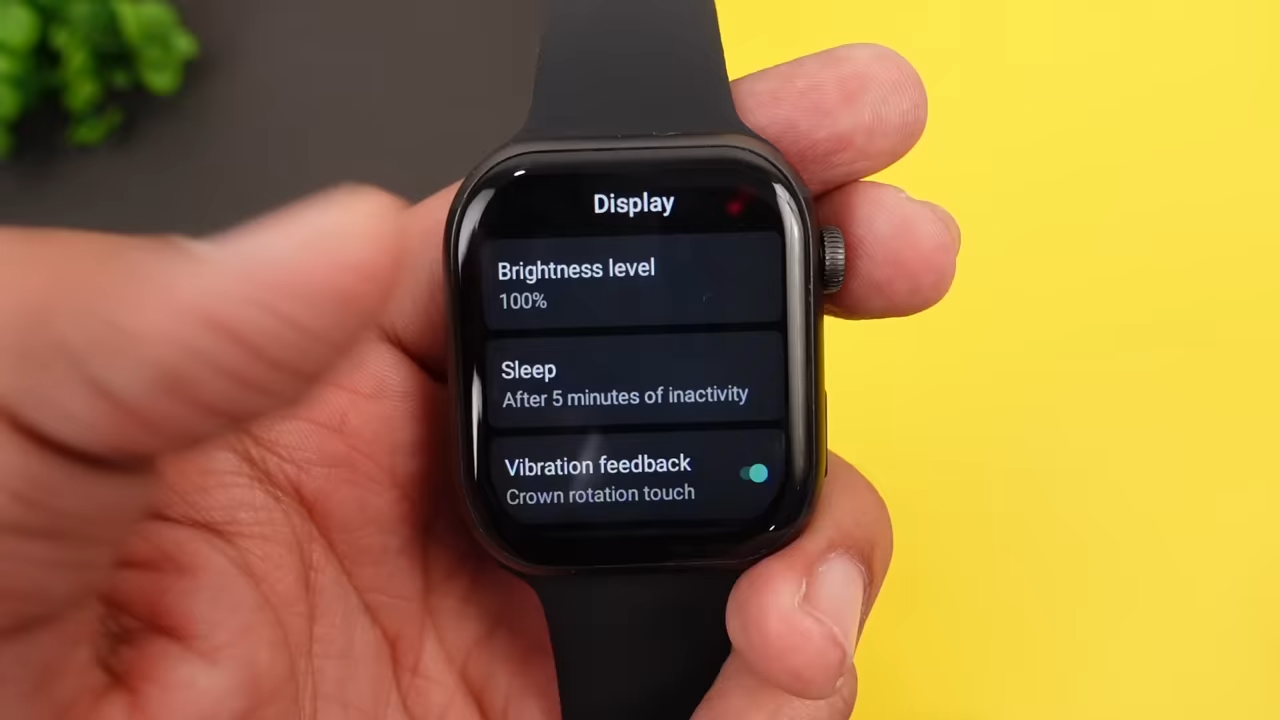 Display
Brightness level
100%
Sleep
After 5 minutes of inactivity
Vibration feedback
Crown rotation touch